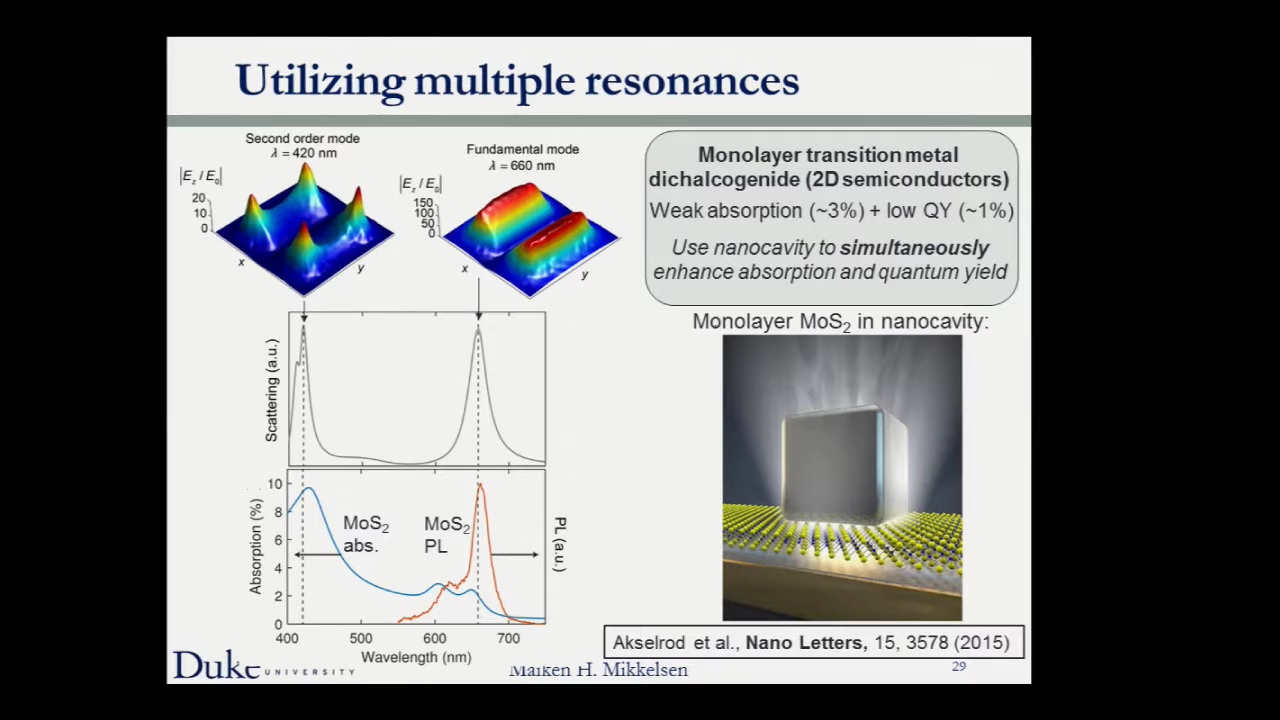 Utilizing multiple resonances
Second order mode
λ = 420 nm
|E_z / E_0|
20
10
0
x
y
Fundamental mode
λ = 660 nm
|E_z / E_0|
150
100
50
0
x
y
Monolayer transition metal
dichalcogenide (2D semiconductors)
Weak absorption (~3%) + low QY (~1%)
Use nanocavity to simultaneously
enhance absorption and quantum yield
Monolayer MoS₂ in nanocavity:
Scattering (a.u.)
Absorption (%)
10
8
6
4
2
0
MoS₂
abs.
MoS₂
PL
PL (a.u.)
400
500
600
700
Wavelength (nm)
Akselrod et al., Nano Letters, 15, 3578 (2015)
Duke UNIVERSITY
Maiken H. Mikkelsen
29